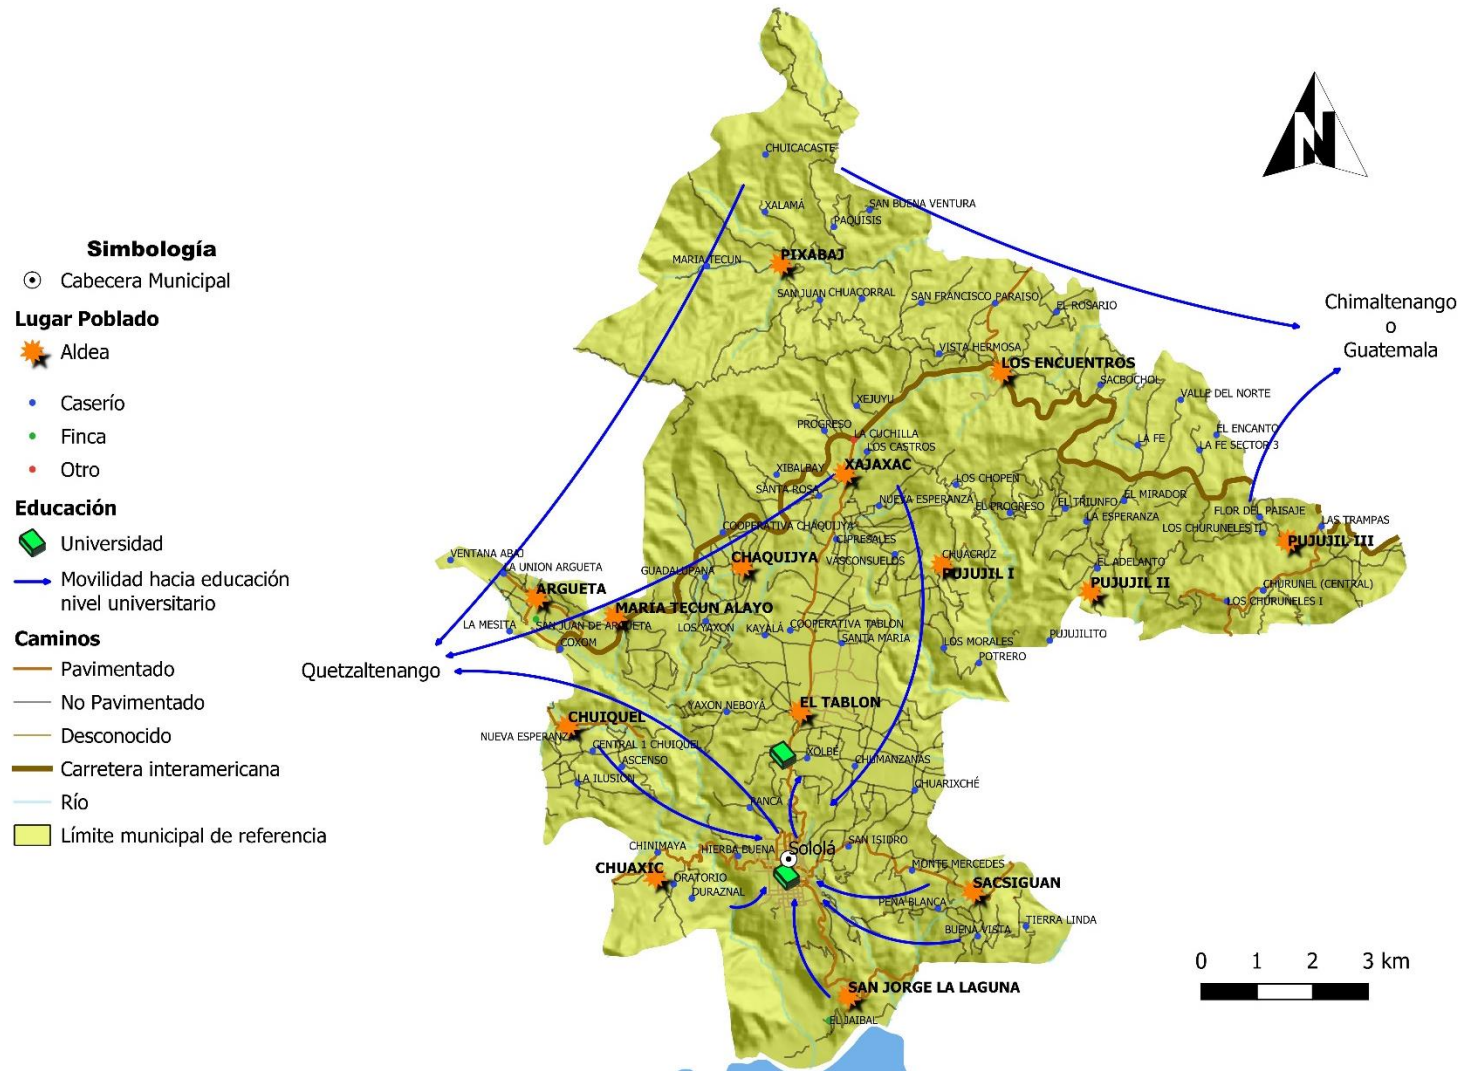 Simbología
Cabecera Municipal
Lugar Poblado
Aldea
Caserío
Finca
Otro
Educación
Universidad
Movilidad hacia educación
nivel universitario
Caminos
Pavimentado
No Pavimentado
Desconocido
Carretera interamericana
Río
Límite municipal de referencia
N
CHUICACASTE
XALAMÁ
SAN BUENA VENTURA
PAQUISIS
PIXABAJ
MARIA TECUN
SAN JUAN
CHUACORRAL
SAN FRANCISCO
PARAISO
EL ROSARIO
Chimaltenango
o
Guatemala
VISTA HERMOSA
LOS ENCUENTROS
SACBOCHOL
VALLE DEL NORTE
XEJUYU
PROGRESO
LA CUCHILLA
LOS CASTROS
EL ENCANTO
LA FE
LA FE SECTOR 3
XIBALBAY
XAJAXAC
SANTA ROSA
NUEVA ESPERANZA
LOS CHOPEN
EL PROGRESO
EL TRIUNFO
EL MIRADOR
LA ESPERANZA
FLOR DEL PAISAJE
LOS CHURUNELES II
LAS TRAMPAS
PUJUJIL III
COOPERATIVA CHAQUIJYA
CIPRESALES
VASCONSUELOS
CHUACRUZ
PUJUJIL I
VENTANA ABAJ
LA UNION ARGUETA
GUADALUPANA
CHAQUIJYA
EL ADELANTO
PUJUJIL II
CHURUNEL (CENTRAL)
LOS CHURUNELES I
ARGUETA
MARIA TECUN ALAYO
LA MESITA
SAN JUAN DE ARGUETA
COXOM
LOS YAXON
KAYALÁ
COOPERATIVA TABLON
SANTA MARIA
LOS MORALES
POTRERO
PUJUJILITO
Quetzaltenango
YAXON NEBOYÁ
EL TABLON
CHUIQUEL
NUEVA ESPERANZA
CENTRAL 1 CHUIQUEL
ASCENSO
LA ILUSION
XOLBE
CHUMANZANAS
CHUARIXCHÉ
PANCA
CHINIMAYA
HIERBA BUENA
Sololá
SAN ISIDRO
MONTE MERCEDES
CHUAXIC
ORATORIO
DURAZNAL
SACSIGUAN
PEÑA BLANCA
BUENA VISTA
TIERRA LINDA
SAN JORGE LA LAGUNA
EL JAIBAL
0 1 2 3 km